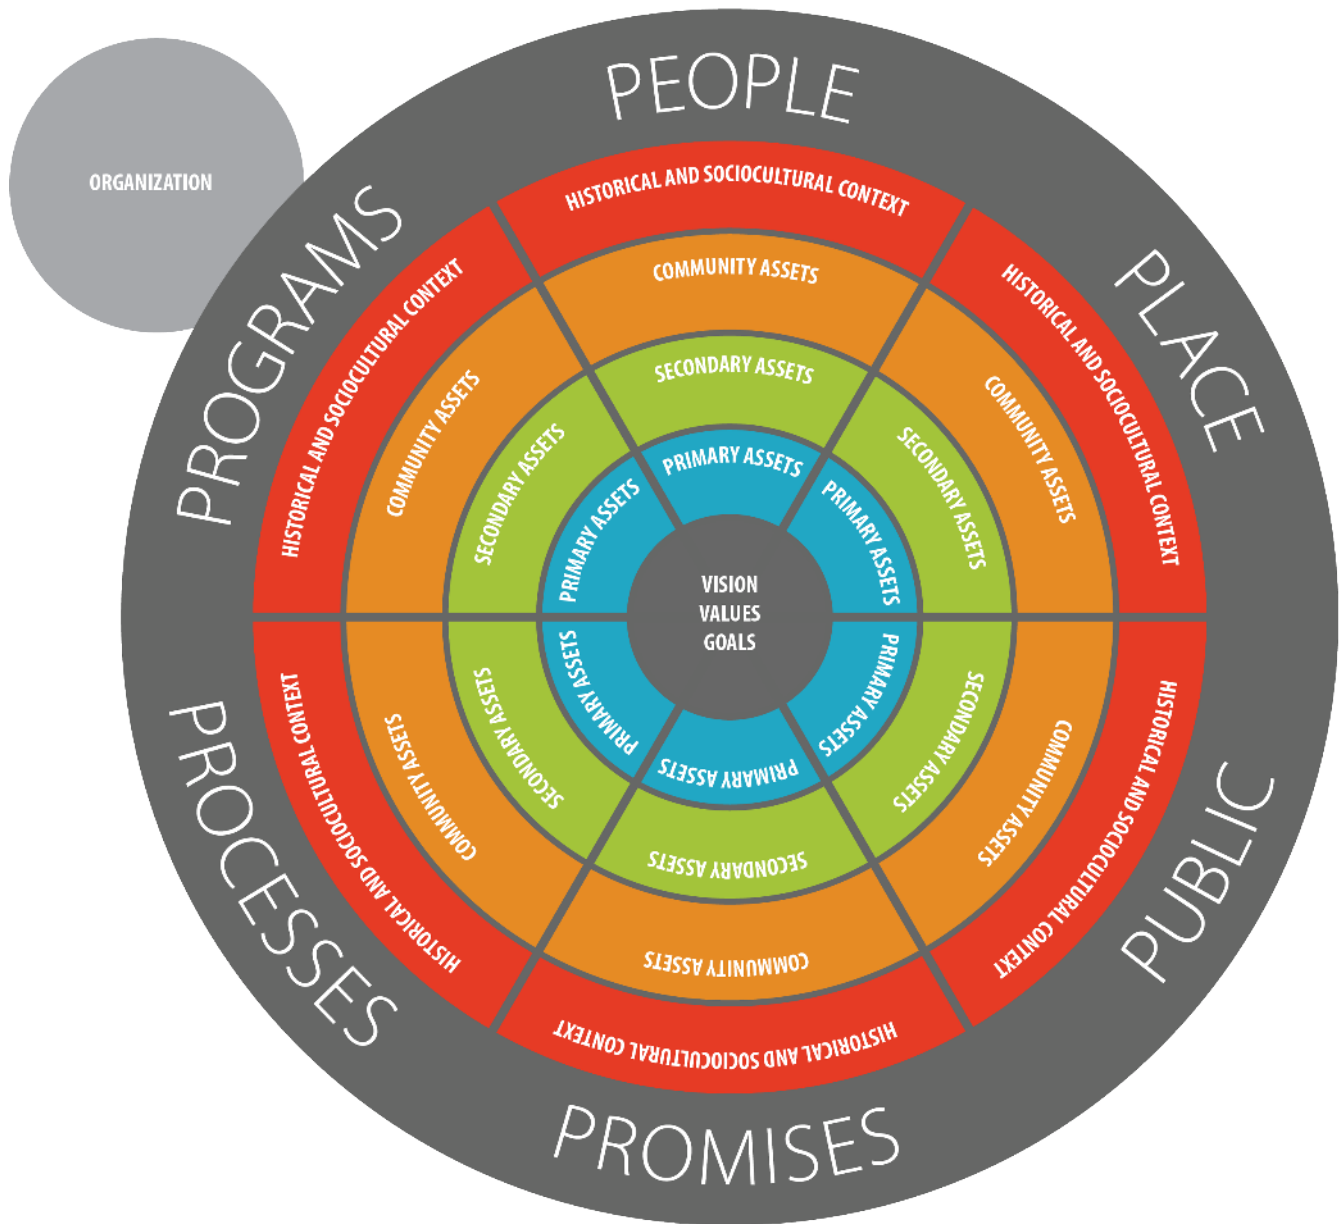 ORGANIZATION
PEOPLE
PLACE
PUBLIC
PROMISES
PROCESSES
PROGRAMS
HISTORICAL AND SOCIOCULTURAL CONTEXT
COMMUNITY ASSETS
SECONDARY ASSETS
PRIMARY ASSETS
HISTORICAL AND SOCIOCULTURAL CONTEXT
COMMUNITY ASSETS
SECONDARY ASSETS
PRIMARY ASSETS
HISTORICAL AND SOCIOCULTURAL CONTEXT
COMMUNITY ASSETS
SECONDARY ASSETS
PRIMARY ASSETS
HISTORICAL AND SOCIOCULTURAL CONTEXT
COMMUNITY ASSETS
SECONDARY ASSETS
PRIMARY ASSETS
HISTORICAL AND SOCIOCULTURAL CONTEXT
COMMUNITY ASSETS
SECONDARY ASSETS
PRIMARY ASSETS
HISTORICAL AND SOCIOCULTURAL CONTEXT
COMMUNITY ASSETS
SECONDARY ASSETS
PRIMARY ASSETS
VISION
VALUES
GOALS